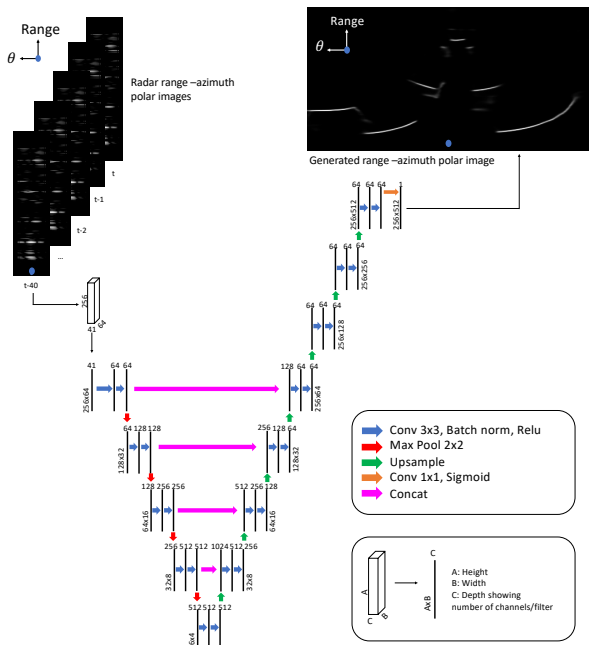 Range
θ
Radar range –azimuth
polar images
t
t-1
t-2
...
t-40
Range
θ
Generated range –azimuth polar image
256
41
64
64 64 64 1
256x512
256x512
64 64 64
256x256
64 64 64
256x128
41 64 64
256x64
128 64 64
256x64
64 128 128
128x32
256 128 64
128x32
128 256 256
64x16
512 256 128
64x16
256 512 512
32x8
1024 512 256
32x8
512 512 512
6x4
Conv 3x3, Batch norm, Relu
Max Pool 2x2
Upsample
Conv 1x1, Sigmoid
Concat
A
B
C
C
AxB
A: Height
B: Width
C: Depth showing
number of channels/filter